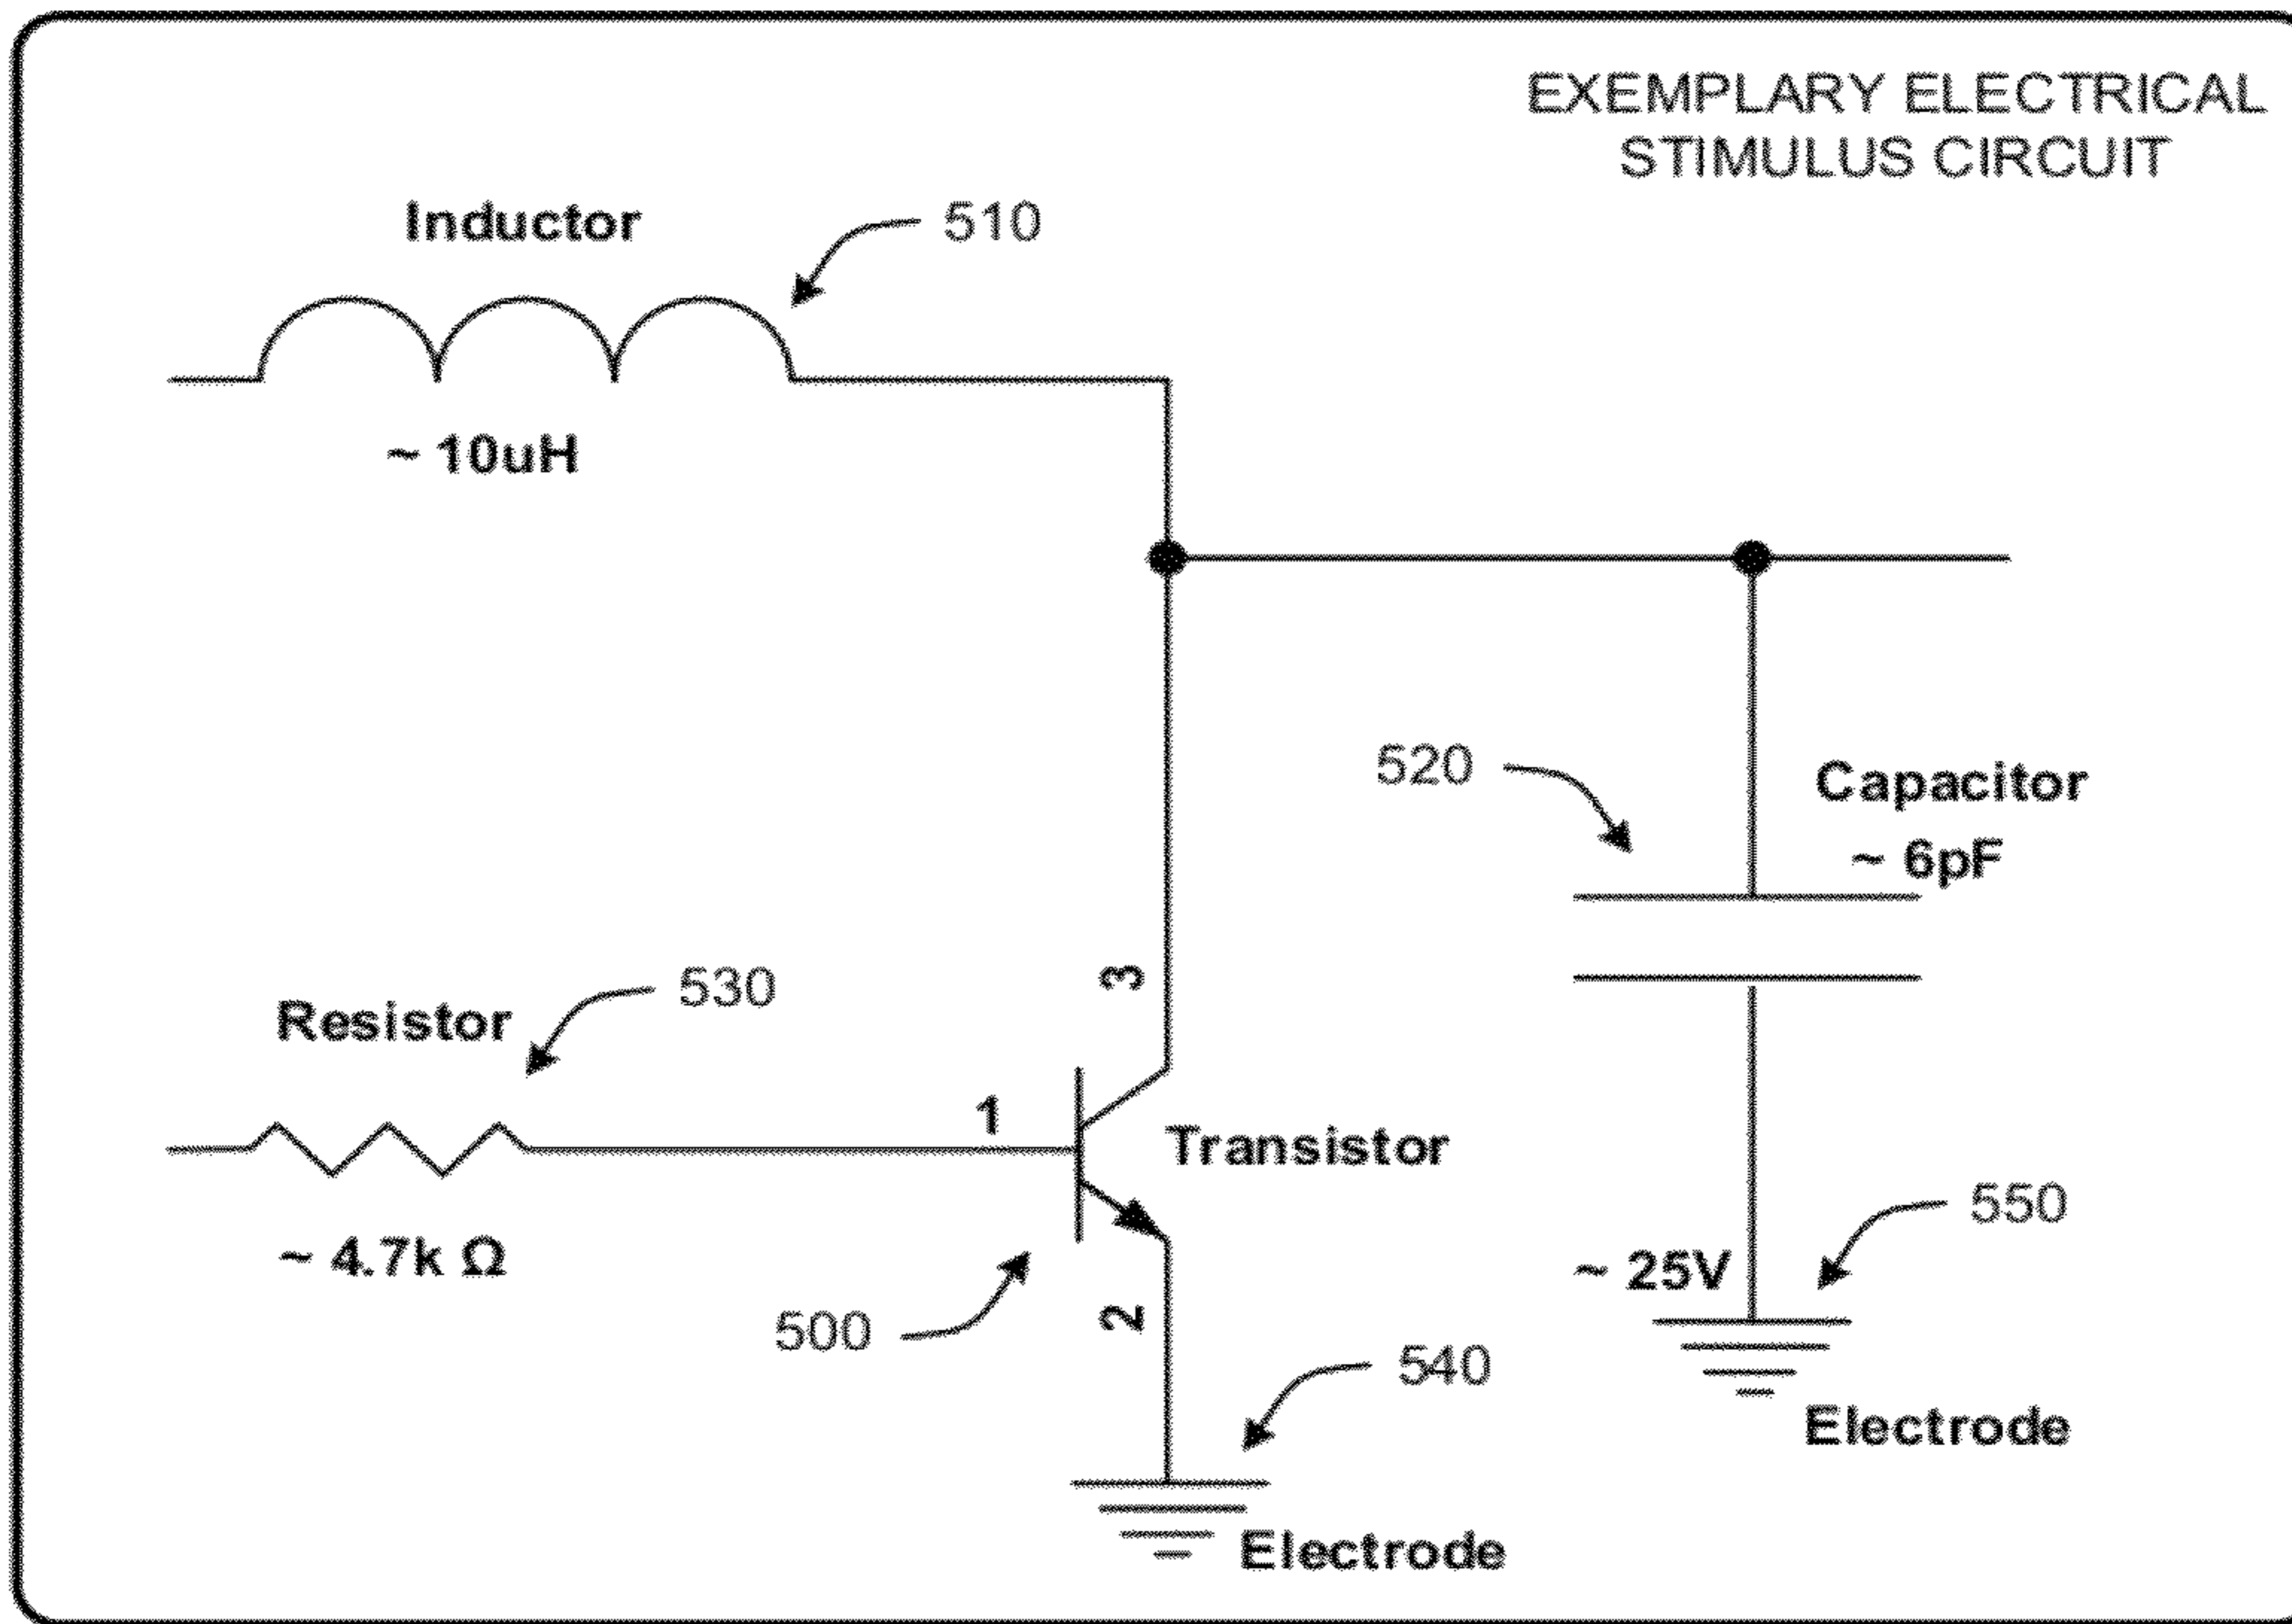 EXEMPLARY ELECTRICAL
STIMULUS CIRCUIT
Inductor
510
~ 10uH
520
Capacitor
~ 6pF
3
Resistor
530
1
Transistor
~ 4.7k Ω
500
2
~ 25V
550
540
Electrode
Electrode